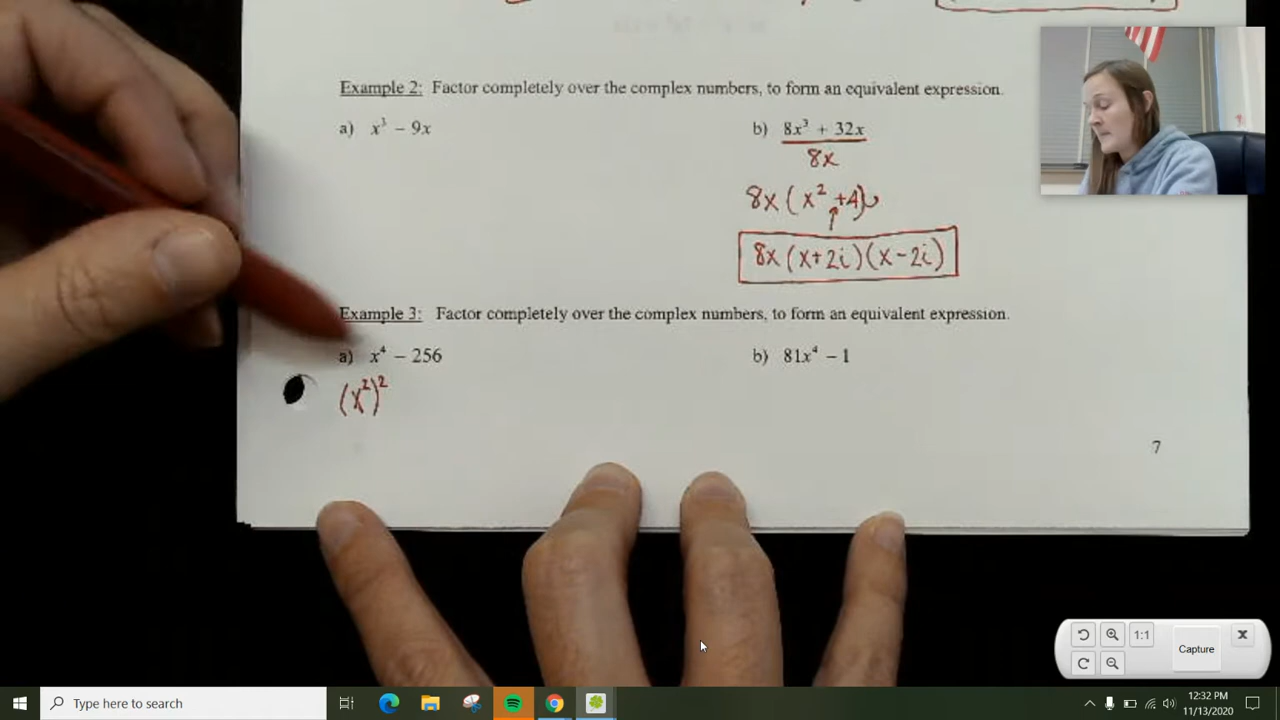 Example 2: Factor completely over the complex numbers, to form an equivalent expression.
a) x³ − 9x
b) 8x³ + 32x
8x
8x (x² +4)
8x (x+2i)(x−2i)
Example 3: Factor completely over the complex numbers, to form an equivalent expression.
a) x⁴ − 256
(x²)²
b) 81x⁴ − 1
7
1:1
Capture
Type here to search
12:32 PM
11/13/2020